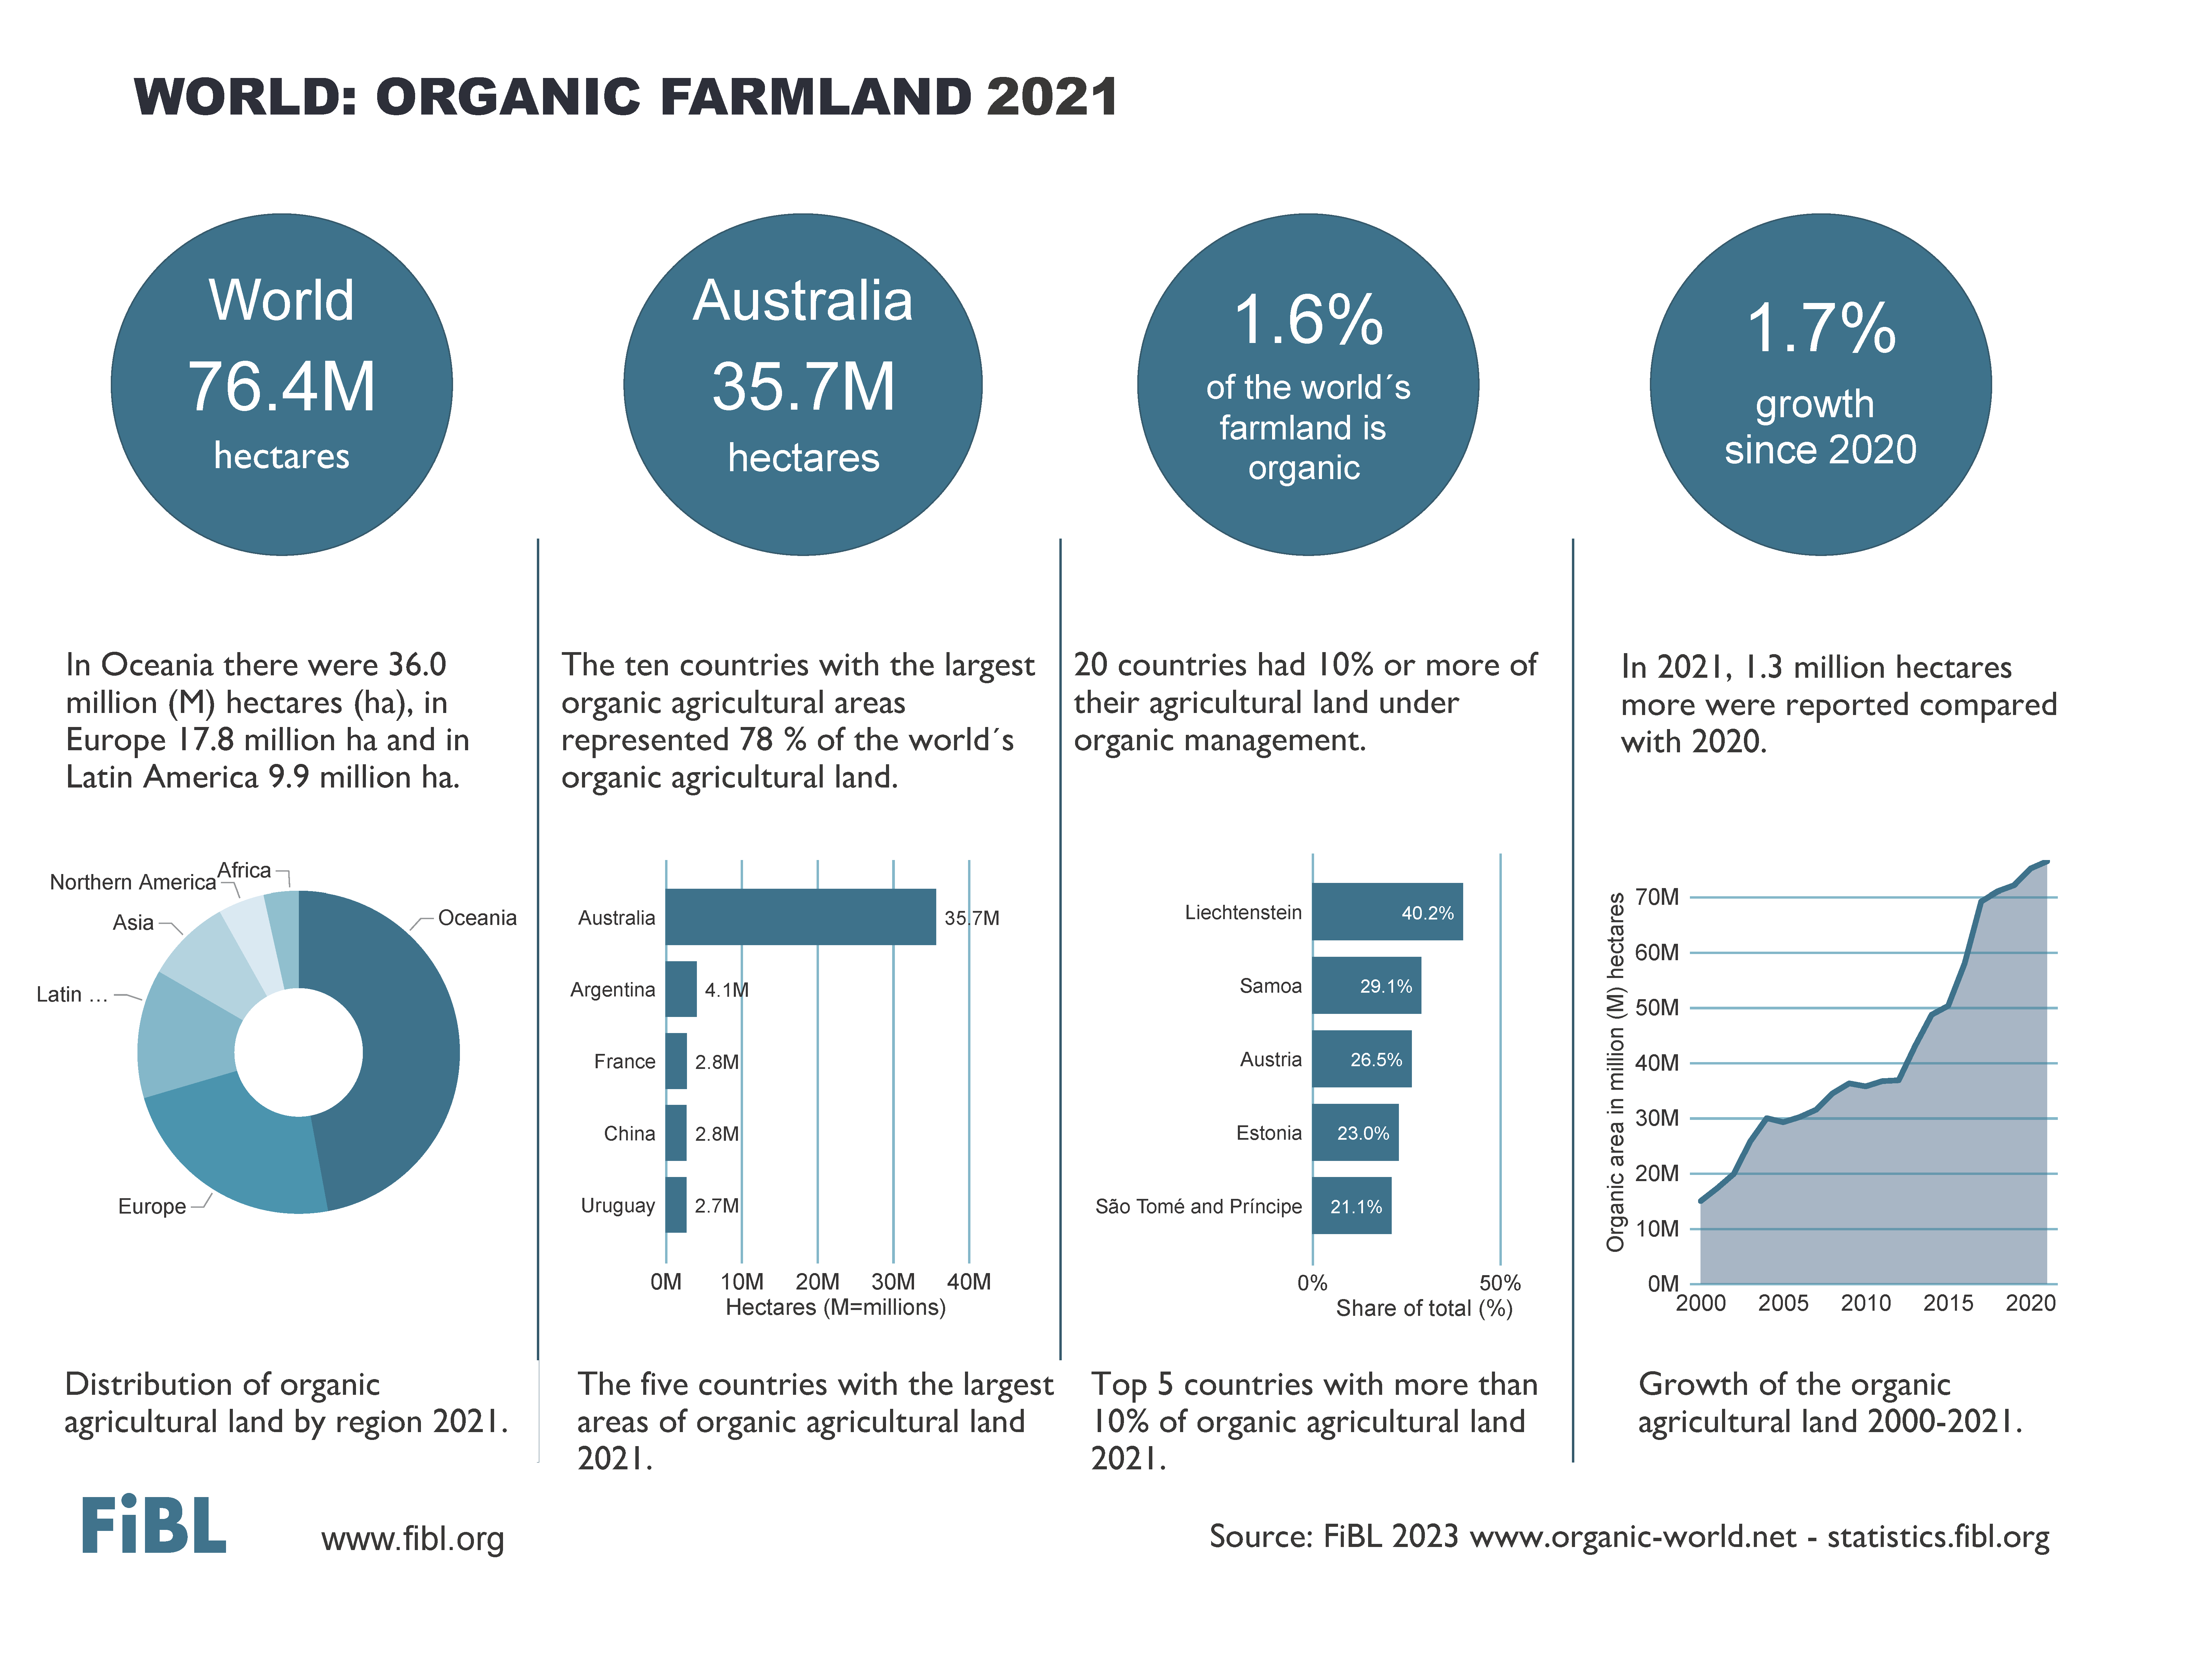 WORLD: ORGANIC FARMLAND 2021
World
76.4M
hectares
Australia
35.7M
hectares
1.6%
of the world´s
farmland is
organic
1.7%
growth
since 2020
In Oceania there were 36.0
million (M) hectares (ha), in
Europe 17.8 million ha and in
Latin America 9.9 million ha.
The ten countries with the largest
organic agricultural areas
represented 78 % of the world´s
organic agricultural land.
20 countries had 10% or more of
their agricultural land under
organic management.
In 2021, 1.3 million hectares
more were reported compared
with 2020.
Africa
Northern America
Asia
Oceania
Latin …
Europe
Australia
35.7M
Argentina
4.1M
France
2.8M
China
2.8M
Uruguay
2.7M
0M 10M 20M 30M 40M
Hectares (M=millions)
Liechtenstein
40.2%
Samoa
29.1%
Austria
26.5%
Estonia
23.0%
São Tomé and Príncipe
21.1%
0% 50%
Share of total (%)
Organic area in million (M) hectares
70M
60M
50M
40M
30M
20M
10M
0M
2000 2005 2010 2015 2020
Distribution of organic
agricultural land by region 2021.
The five countries with the largest
areas of organic agricultural land
2021.
Top 5 countries with more than
10% of organic agricultural land
2021.
Growth of the organic
agricultural land 2000-2021.
FiBL
www.fibl.org
Source: FiBL 2023 www.organic-world.net - statistics.fibl.org